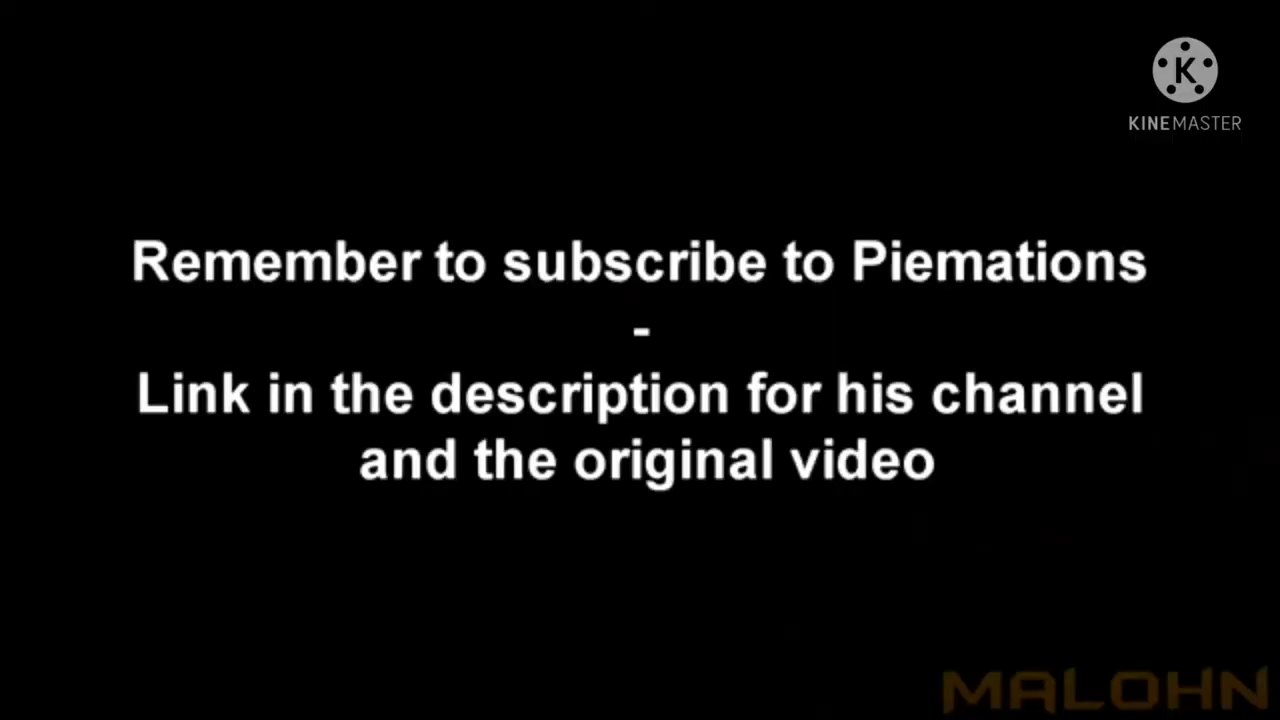 K
KINEMASTER
Remember to subscribe to Piemations
-
Link in the description for his channel
and the original video
MALOHN